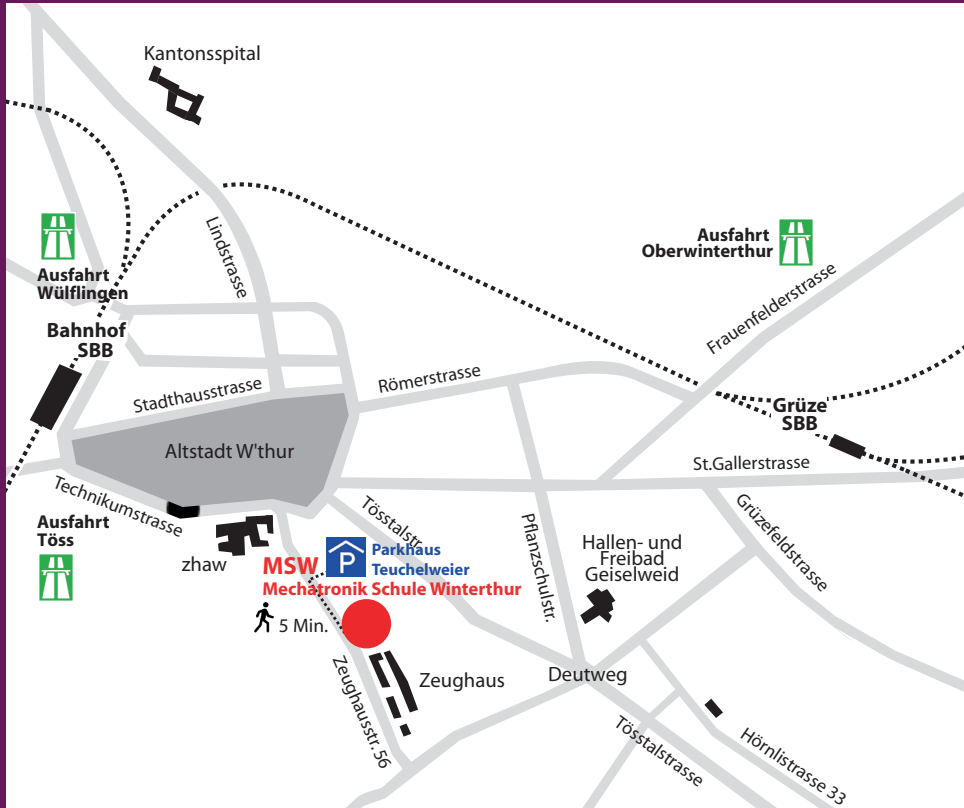 Kantonsspital
Lindstrasse
Ausfahrt
Wülflingen
Ausfahrt
Oberwinterthur
Frauenfelderstrasse
Bahnhof
SBB
Stadthausstrasse
Römerstrasse
Grüze
SBB
Altstadt W'thur
St.Gallerstrasse
Technikumstrasse
Tösstalstr.
Pflanzschulstr.
Grüzefeldstrasse
Ausfahrt
Töss
zhaw
MSW
P
Parkhaus
Teuchelweier
Mechatronik Schule Winterthur
Hallen- und
Freibad
Geiselweid
5 Min.
Zeughausstr. 56
Zeughaus
Deutweg
Tösstalstrasse
Hörnlistrasse 33